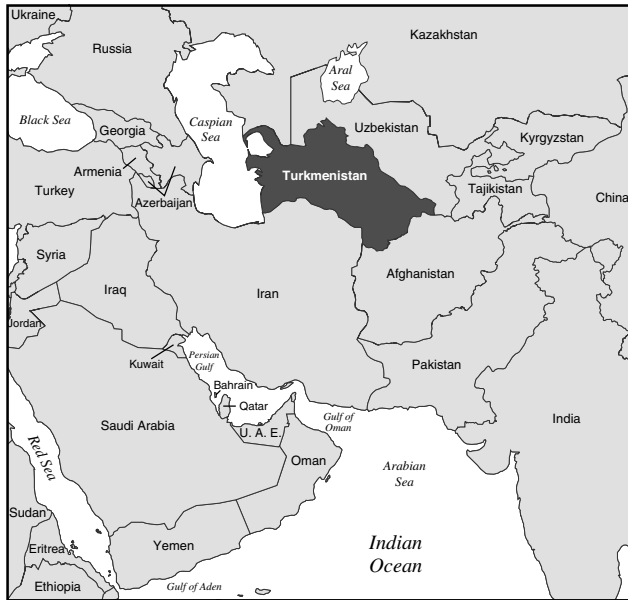 Ukraine
Kazakhstan
Russia
Aral
Sea
Black Sea
Caspian
Sea
Georgia
Uzbekistan
Kyrgyzstan
Armenia
Turkmenistan
Tajikistan
Turkey
China
Azerbaijan
Syria
Afghanistan
Iraq
Iran
Jordan
Kuwait
Persian
Gulf
Pakistan
Bahrain
Qatar
Saudi Arabia
Gulf of
Oman
India
U. A. E.
Red Sea
Oman
Arabian
Sea
Sudan
Eritrea
Yemen
Indian
Ocean
Ethiopia
Gulf of Aden